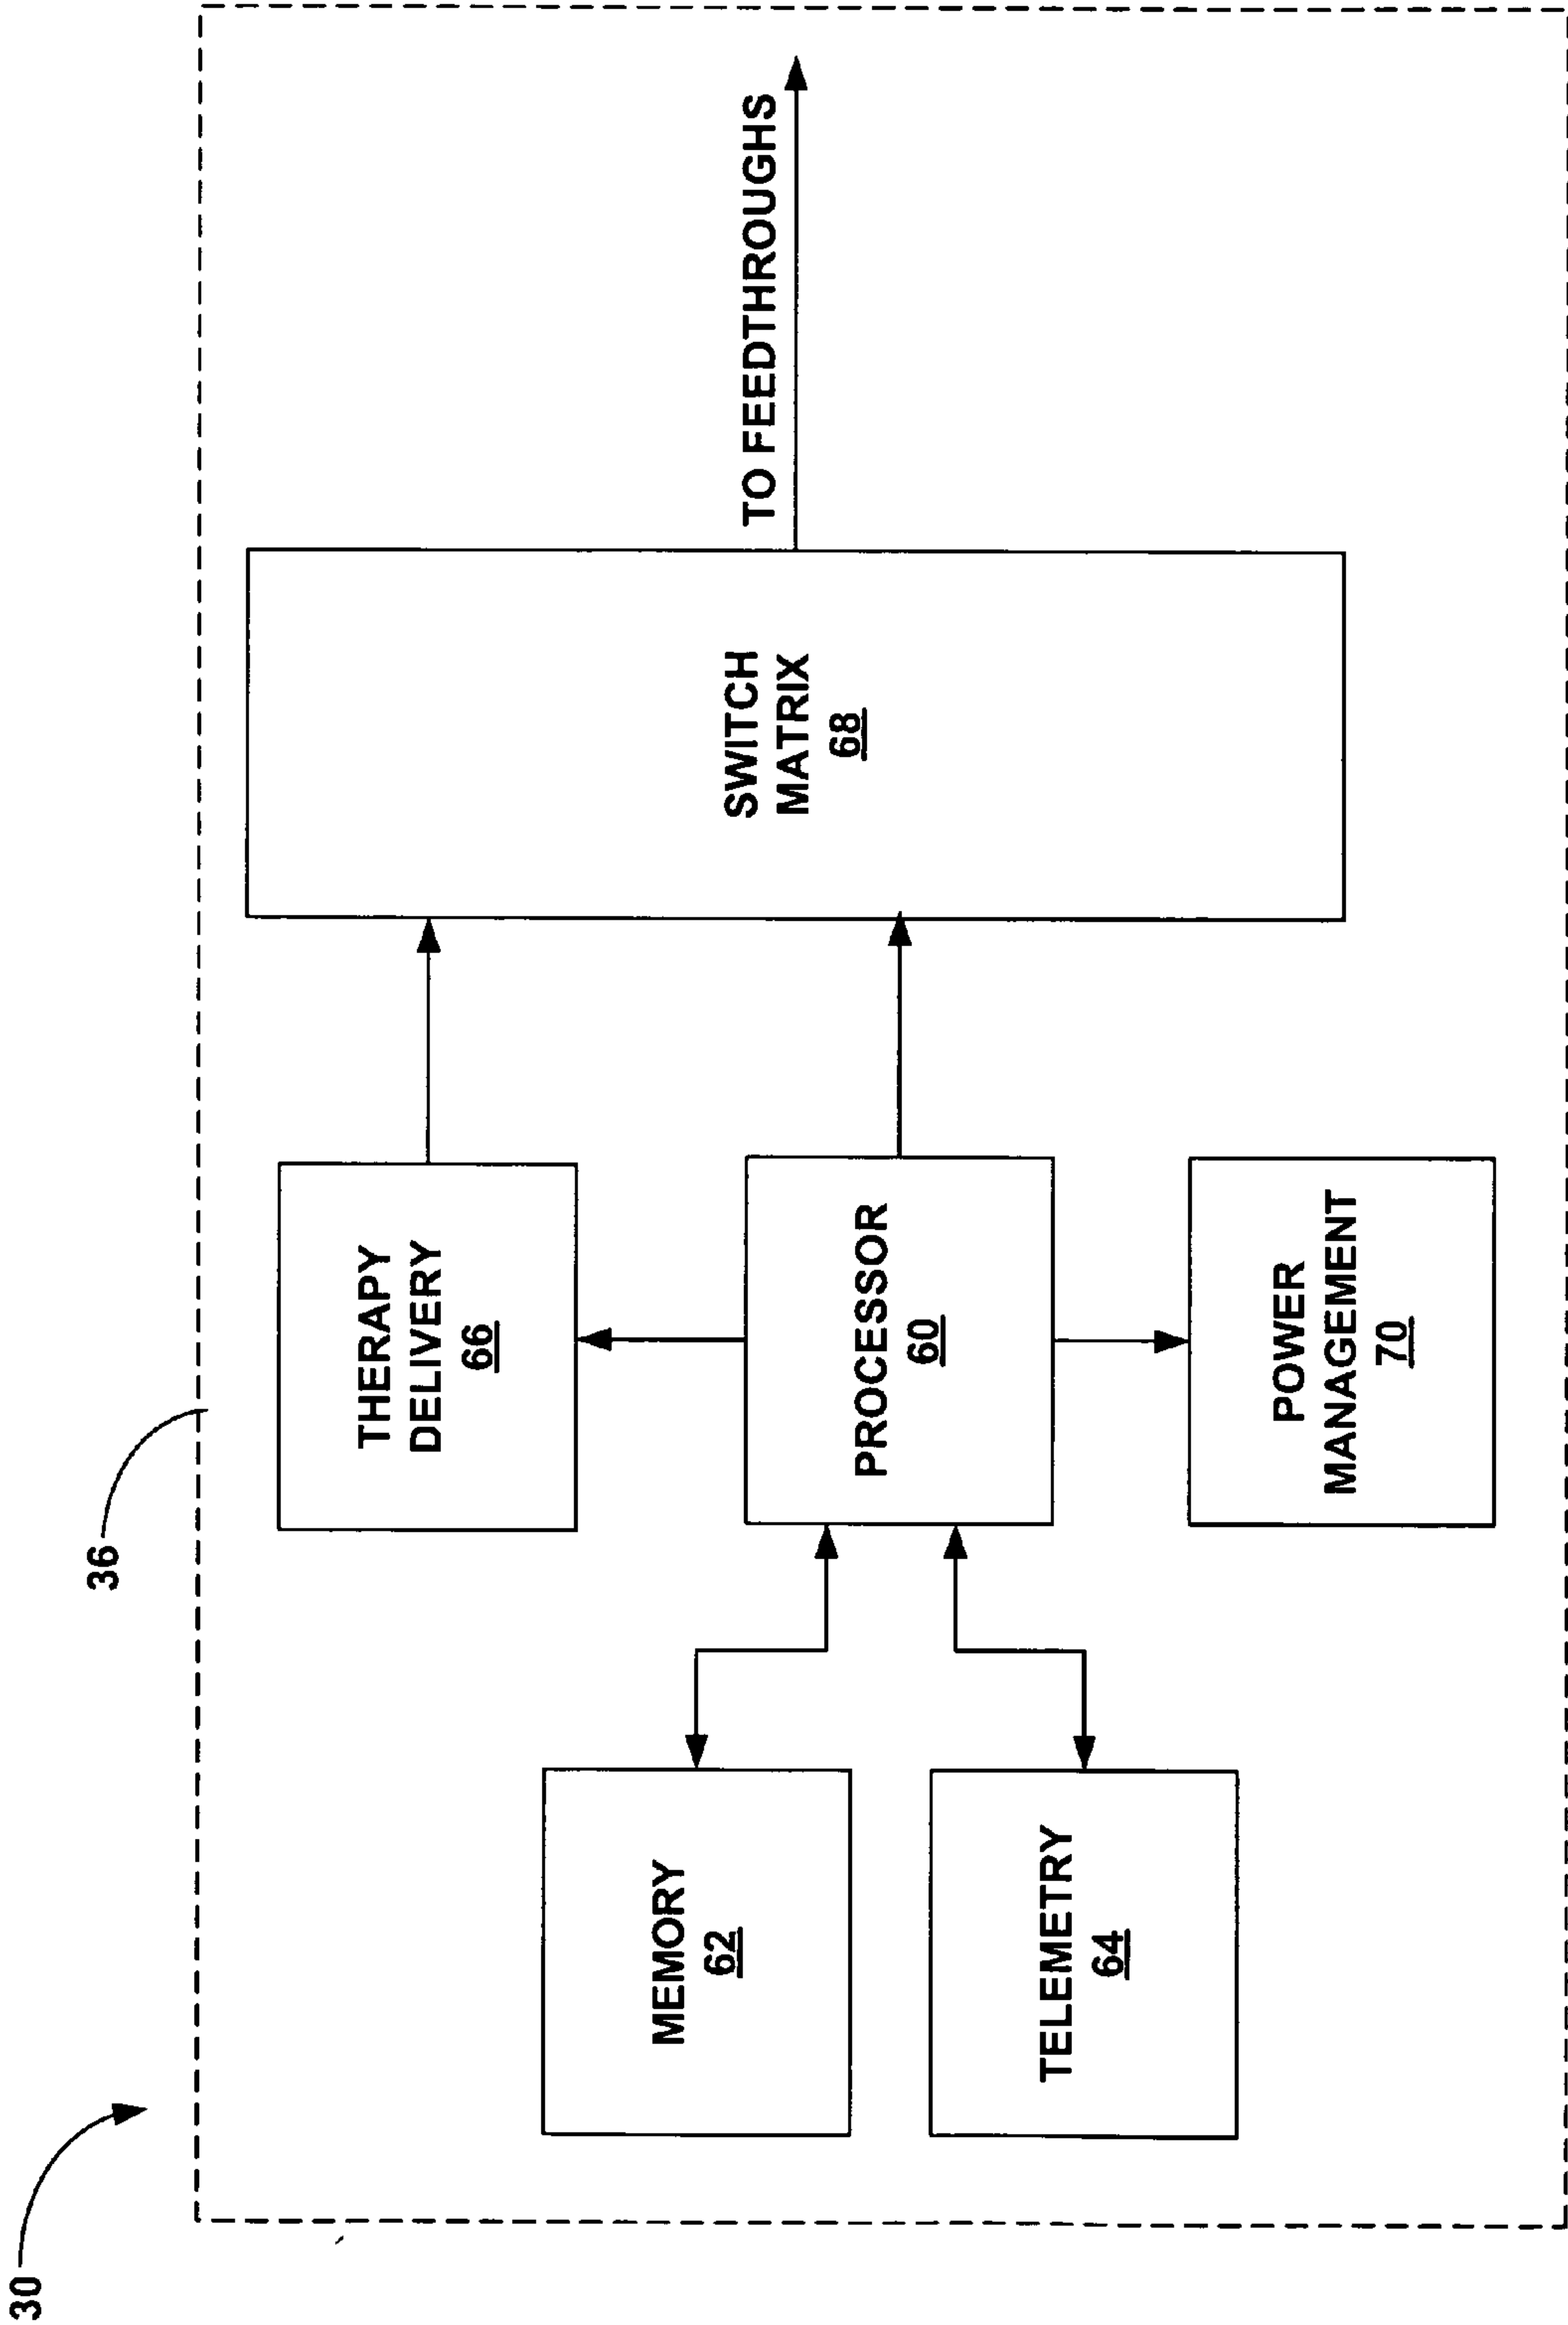 30
36
MEMORY
62
TELEMETRY
64
THERAPY
DELIVERY
66
PROCESSOR
60
POWER
MANAGEMENT
70
SWITCH
MATRIX
68
TO FEEDTHROUGHS